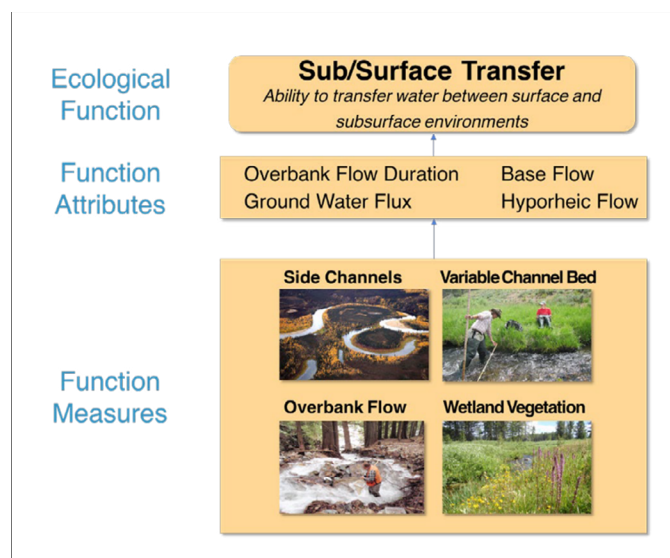 Ecological
Function
Sub/Surface Transfer
Ability to transfer water between surface and
subsurface environments
Function
Attributes
Overbank Flow Duration
Base Flow
Ground Water Flux
Hyporheic Flow
Function
Measures
Side Channels
Variable Channel Bed
Overbank Flow
Wetland Vegetation